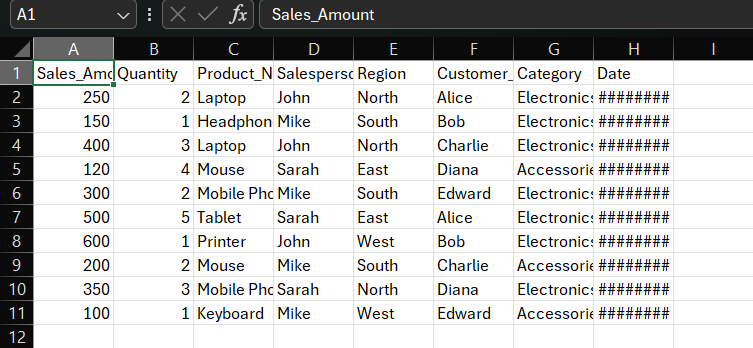 A1 fx Sales_Amount
A B C D E F G H I
1 Sales_Amo Quantity Product_N Salesperso Region Customer_ Category Date
2 250 2 Laptop John North Alice Electronics ########
3 150 1 Headphon Mike South Bob Electronics ########
4 400 3 Laptop John North Charlie Electronics ########
5 120 4 Mouse Sarah East Diana Accessorie ########
6 300 2 Mobile Pho Mike South Edward Electronics ########
7 500 5 Tablet Sarah East Alice Electronics ########
8 600 1 Printer John West Bob Electronics ########
9 200 2 Mouse Mike South Charlie Accessorie ########
10 350 3 Mobile Pho Sarah North Diana Electronics ########
11 100 1 Keyboard Mike West Edward Accessorie ########
12